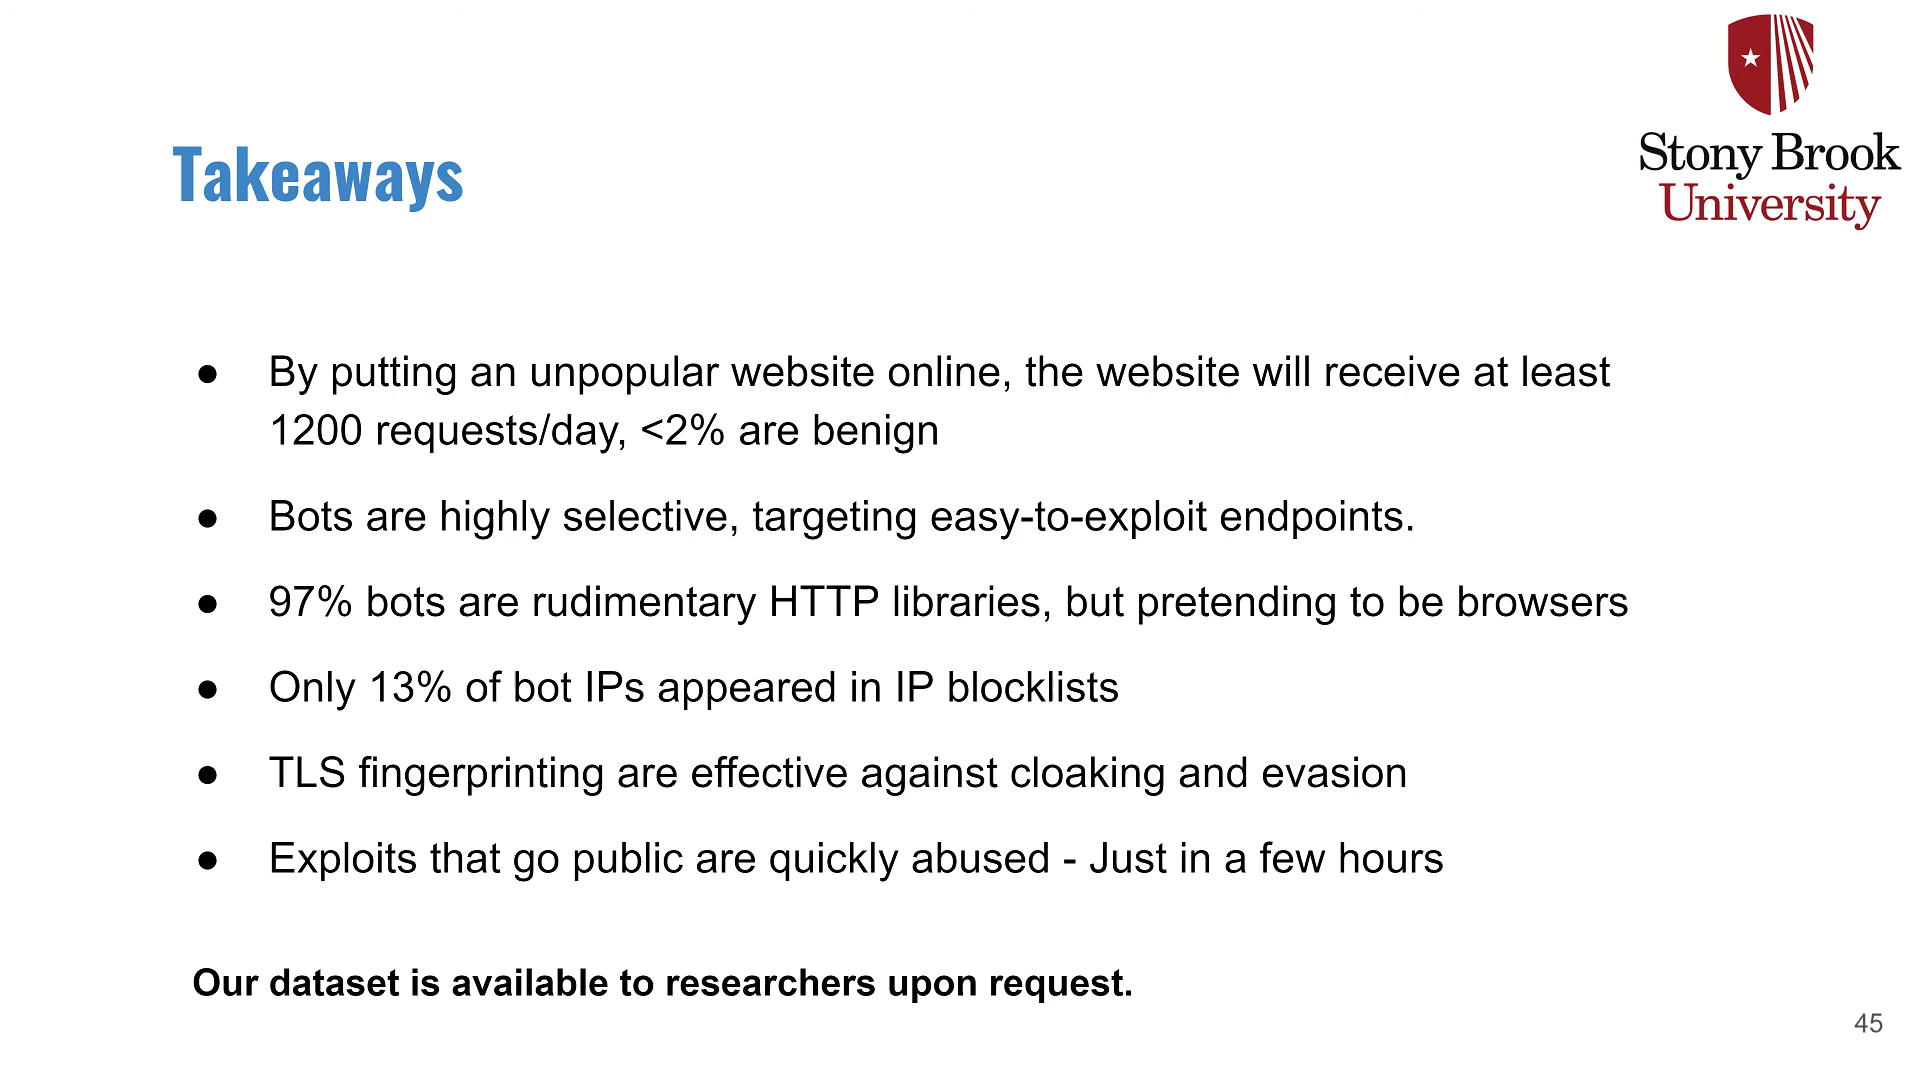 Stony Brook
University
Takeaways
● By putting an unpopular website online, the website will receive at least
1200 requests/day, <2% are benign
● Bots are highly selective, targeting easy-to-exploit endpoints.
● 97% bots are rudimentary HTTP libraries, but pretending to be browsers
● Only 13% of bot IPs appeared in IP blocklists
● TLS fingerprinting are effective against cloaking and evasion
● Exploits that go public are quickly abused - Just in a few hours
Our dataset is available to researchers upon request.
45